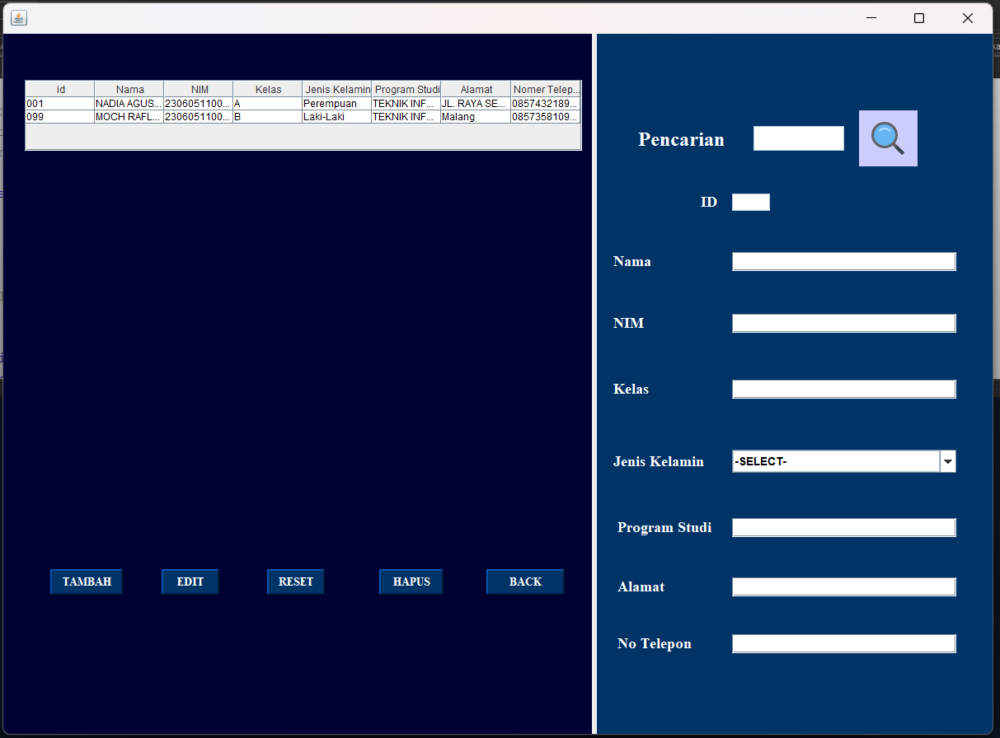 id Nama NIM Kelas Jenis Kelamin Program Studi Alamat Nomer Telep...
001 NADIA AGUS... 2306051100... A Perempuan TEKNIK INF... JL. RAYA SE... 0857432189...
099 MOCH RAFL... 2306051100... B Laki-Laki TEKNIK INF... Malang 0857358109...
TAMBAH EDIT RESET HAPUS BACK
Pencarian
ID
Nama
NIM
Kelas
Jenis Kelamin -SELECT-
Program Studi
Alamat
No Telepon